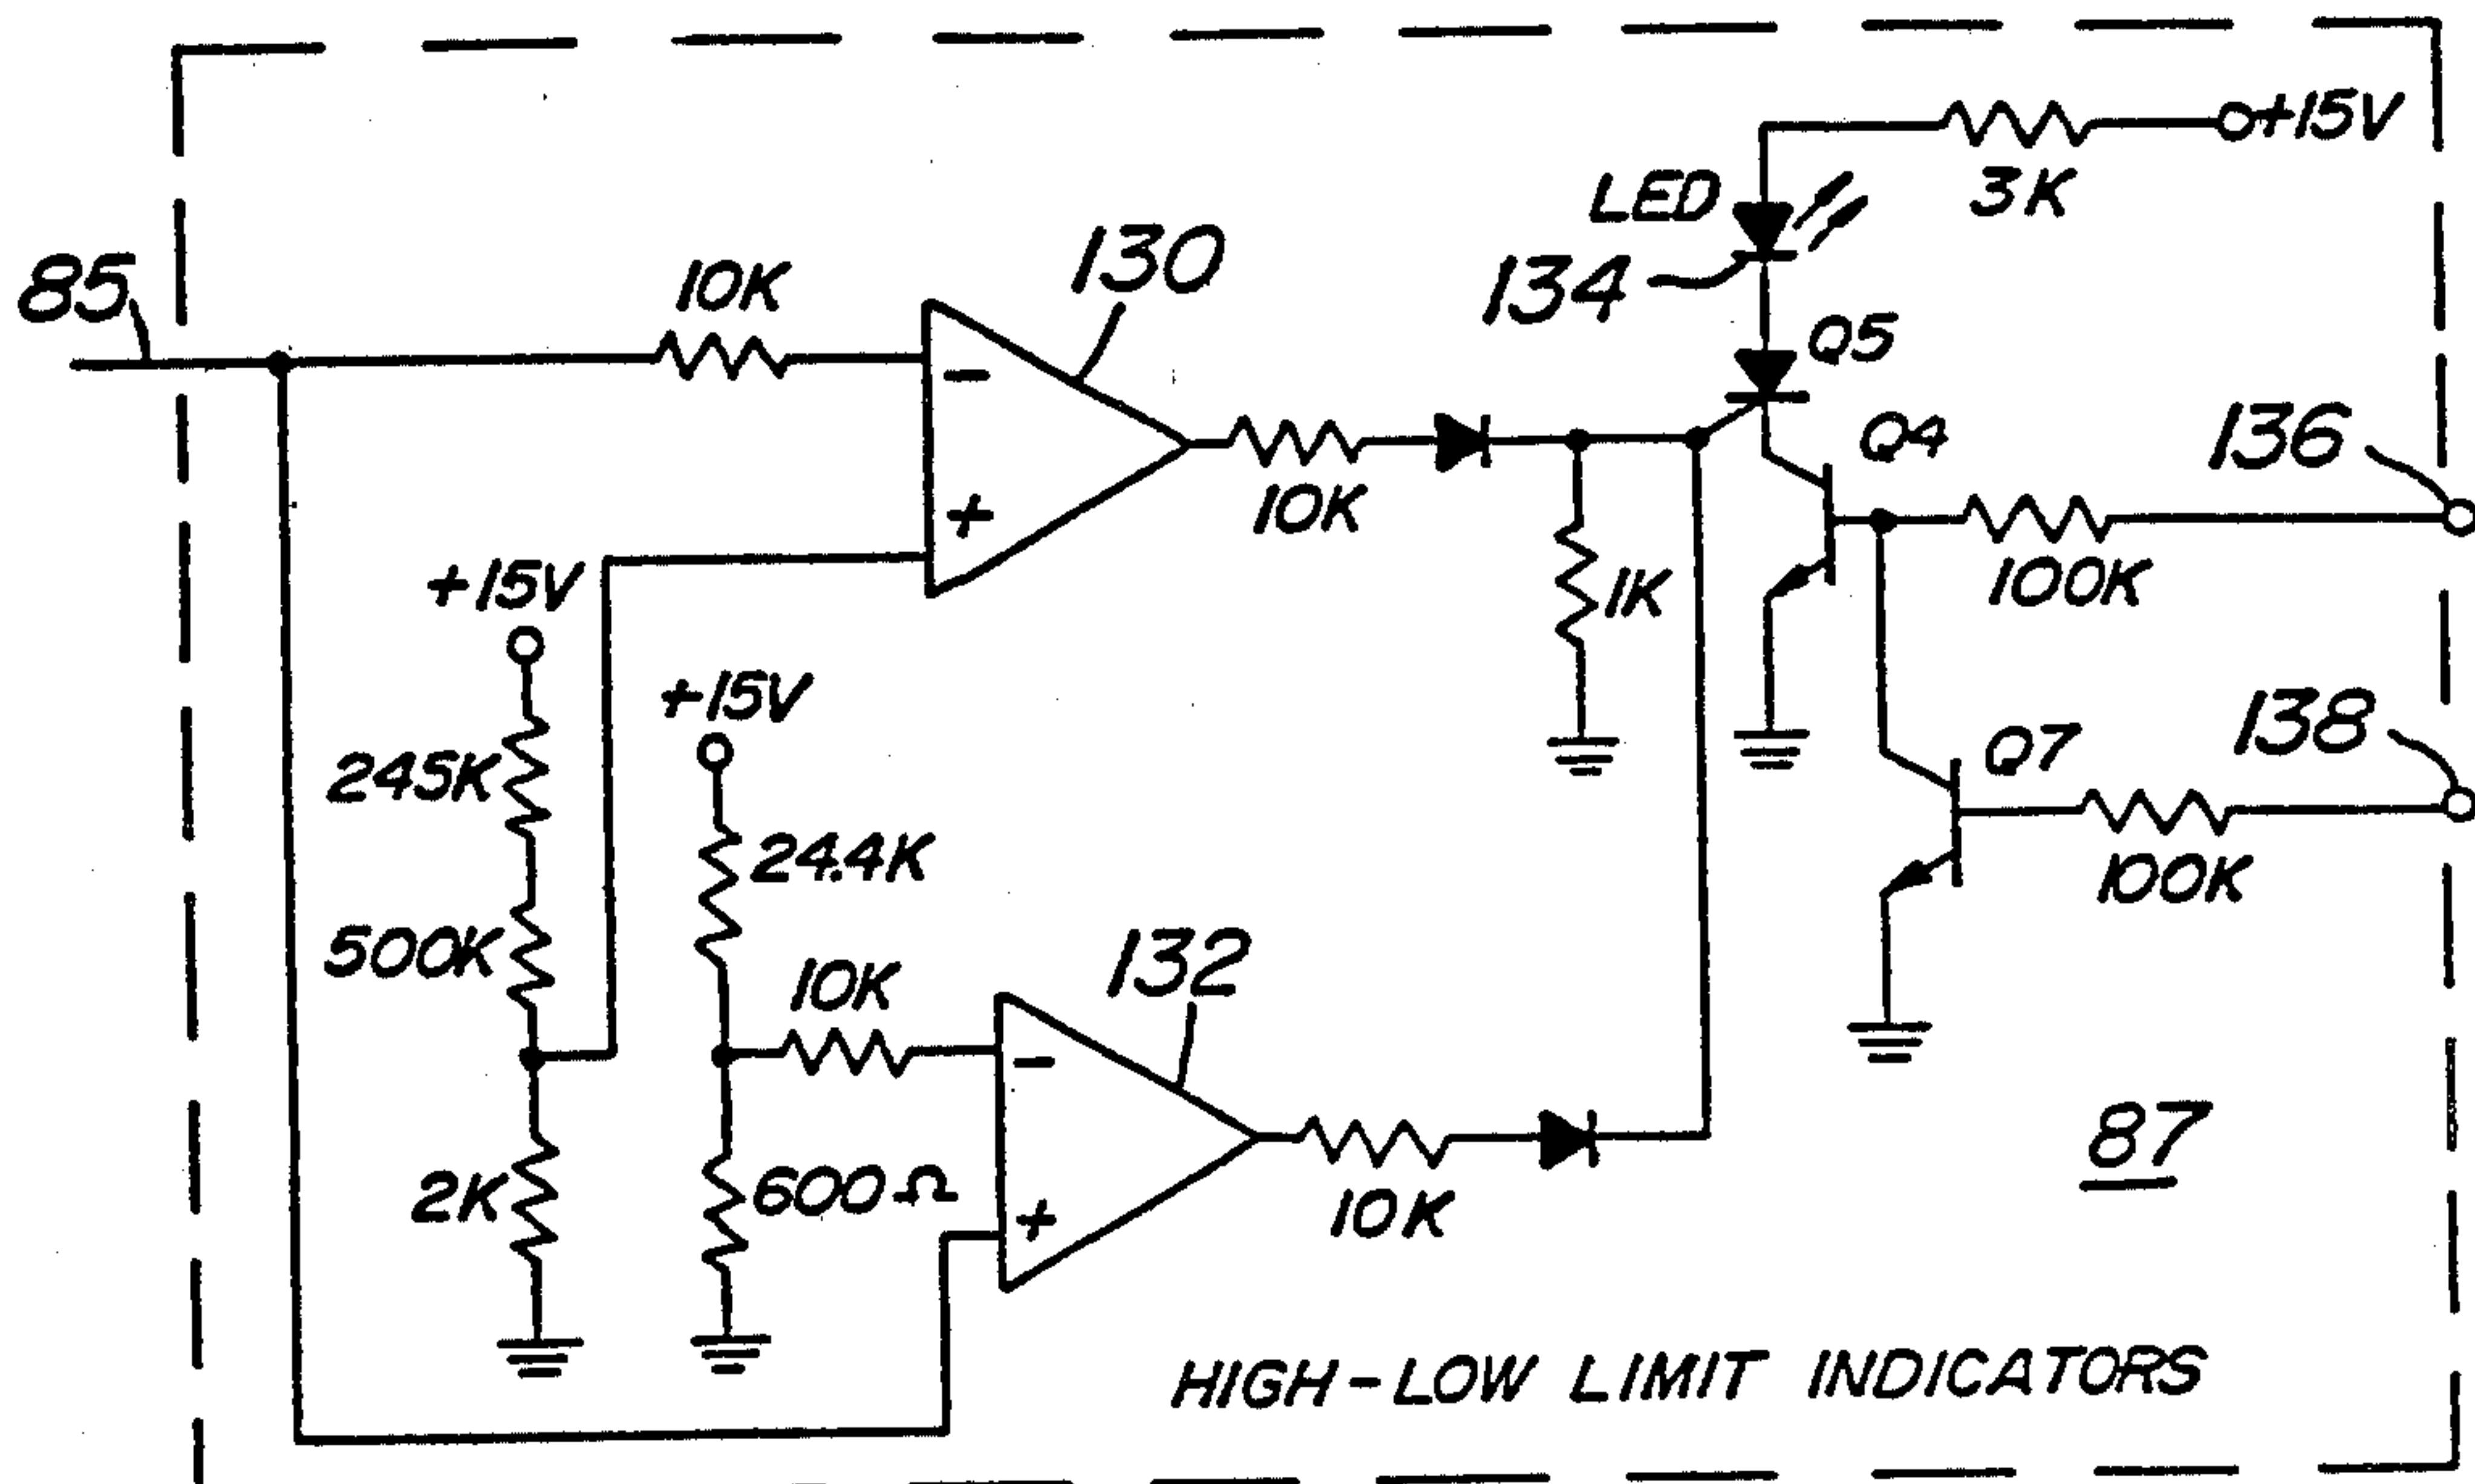 +15V
3K
LED
134
85
10K
130
Q5
Q4
136
-
+
10K
1K
100K
+15V
+15V
245K
24.4K
Q7
138
100K
500K
10K
132
-
+
2K
600Ω
10K
87
HIGH-LOW LIMIT INDICATORS